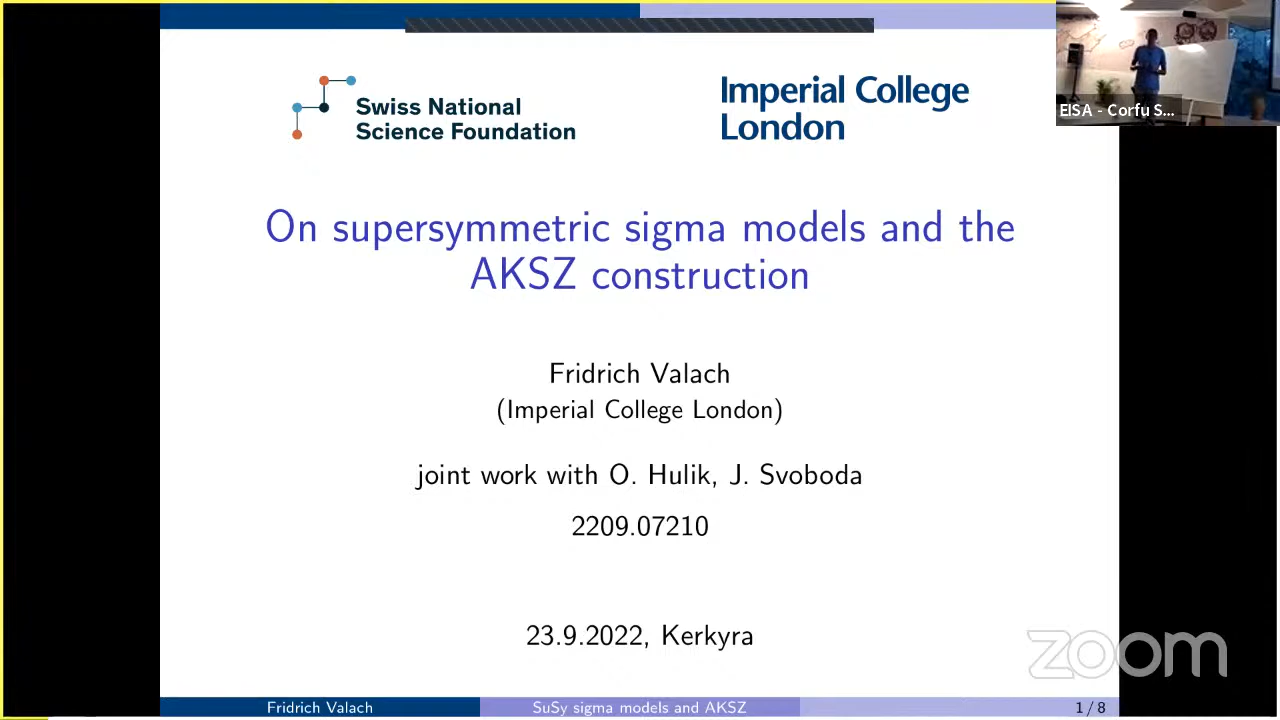 Swiss National
Science Foundation
Imperial College
London
EISA - Corfu S...
On supersymmetric sigma models and the
AKSZ construction
Fridrich Valach
(Imperial College London)
joint work with O. Hulik, J. Svoboda
2209.07210
23.9.2022, Kerkyra
zoom
Fridrich Valach
SuSy sigma models and AKSZ
1 / 8